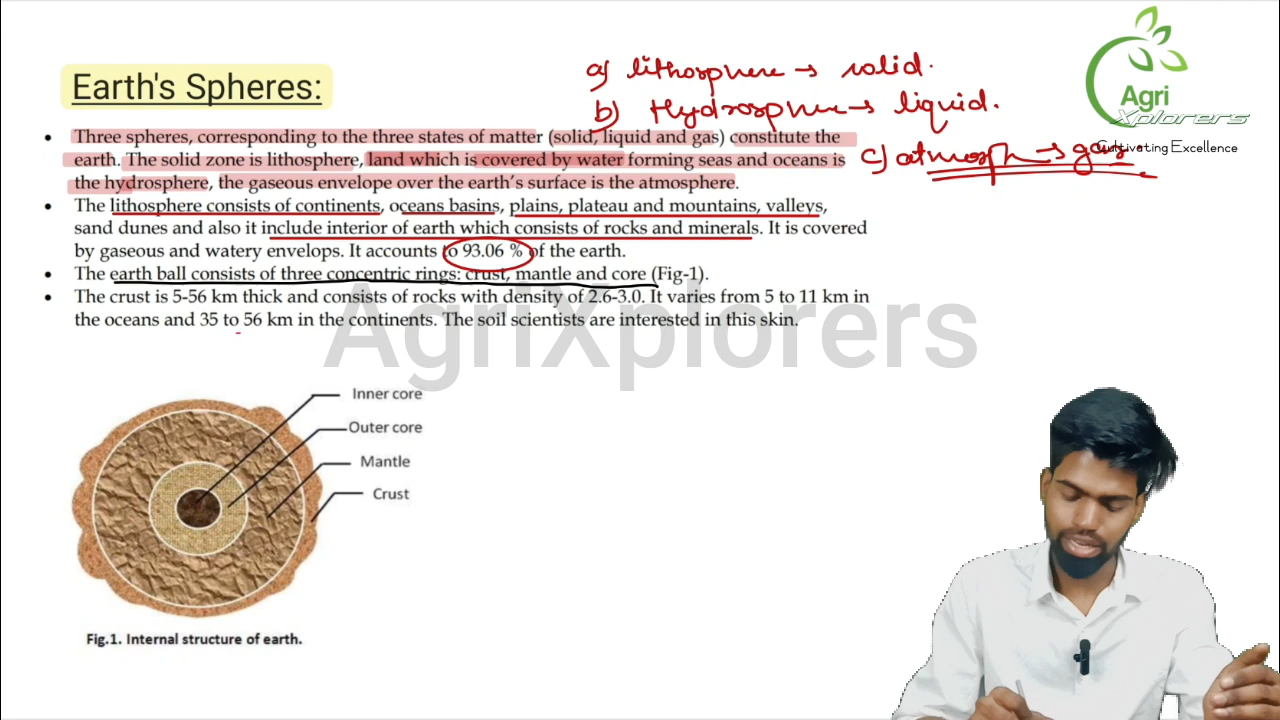 Earth's Spheres:
a) lithosphere → solid.
b) Hydrosphere → liquid.
c) atmosph → gas.
Agri
Xplorers
Cultivating Excellence
• Three spheres, corresponding to the three states of matter (solid, liquid and gas) constitute the
earth. The solid zone is lithosphere, land which is covered by water forming seas and oceans is
the hydrosphere, the gaseous envelope over the earth's surface is the atmosphere.
• The lithosphere consists of continents, oceans basins, plains, plateau and mountains, valleys,
sand dunes and also it include interior of earth which consists of rocks and minerals. It is covered
by gaseous and watery envelops. It accounts to 93.06 % of the earth.
• The earth ball consists of three concentric rings: crust, mantle and core (Fig-1).
• The crust is 5-56 km thick and consists of rocks with density of 2.6-3.0. It varies from 5 to 11 km in
the oceans and 35 to 56 km in the continents. The soil scientists are interested in this skin.
AgriXplorers
Inner core
Outer core
Mantle
Crust
Fig.1. Internal structure of earth.